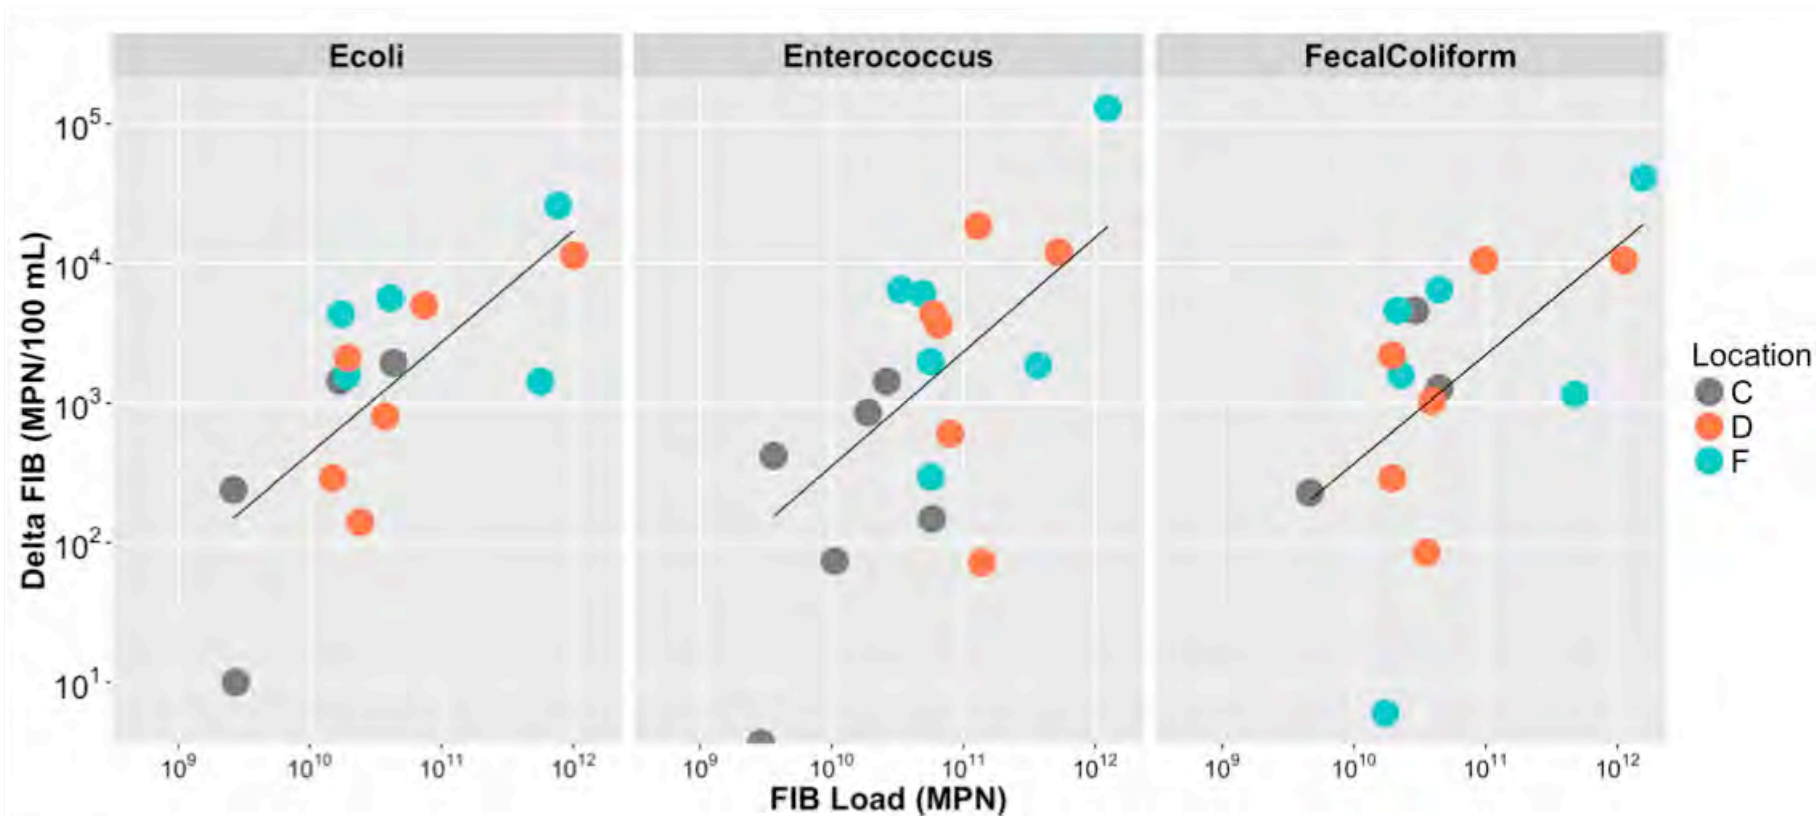 Ecoli
Enterococcus
FecalColiform
Delta FIB (MPN/100 mL)
10⁵
10⁴
10³
10²
10¹
10⁹ 10¹⁰ 10¹¹ 10¹²
10⁹ 10¹⁰ 10¹¹ 10¹²
10⁹ 10¹⁰ 10¹¹ 10¹²
FIB Load (MPN)
Location
C
D
F